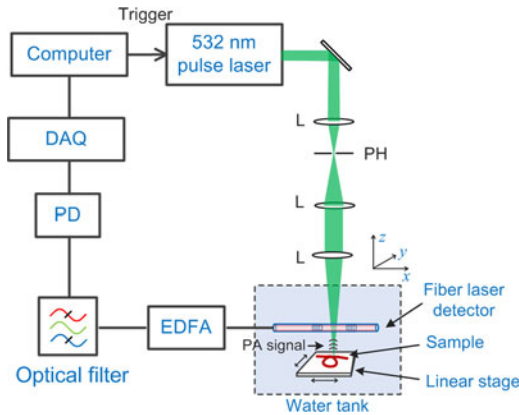 Trigger
Computer
532 nm
pulse laser
L
DAQ
PH
PD
L
L
z
y
x
Fiber laser
detector
EDFA
PA signal
Sample
Optical filter
Linear stage
Water tank